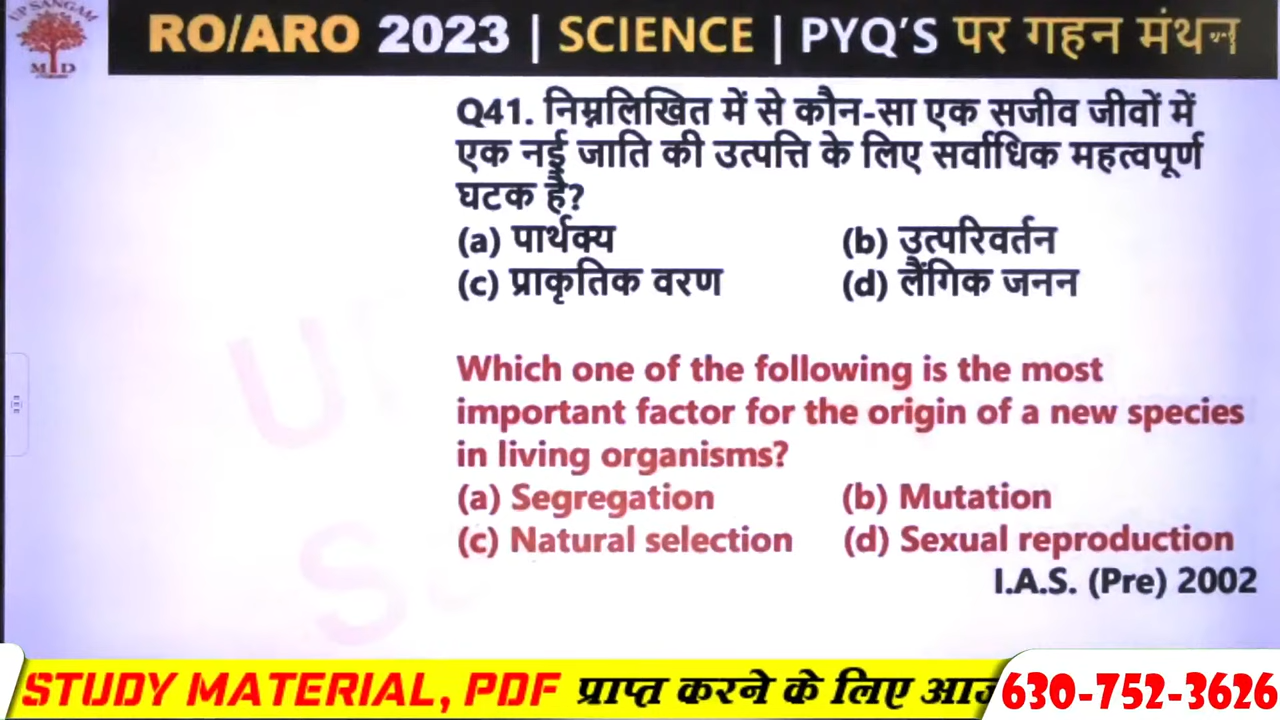 UP SANGAM
RO/ARO 2023 | SCIENCE | PYQ'S पर गहन मंथन
Q41. निम्नलिखित में से कौन-सा एक सजीव जीवों में
एक नई जाति की उत्पत्ति के लिए सर्वाधिक महत्वपूर्ण
घटक है?
(a) पार्थक्य (b) उत्परिवर्तन
(c) प्राकृतिक वरण (d) लैंगिक जनन
Which one of the following is the most
important factor for the origin of a new species
in living organisms?
(a) Segregation (b) Mutation
(c) Natural selection (d) Sexual reproduction
I.A.S. (Pre) 2002
STUDY MATERIAL, PDF प्राप्त करने के लिए
630-752-3626